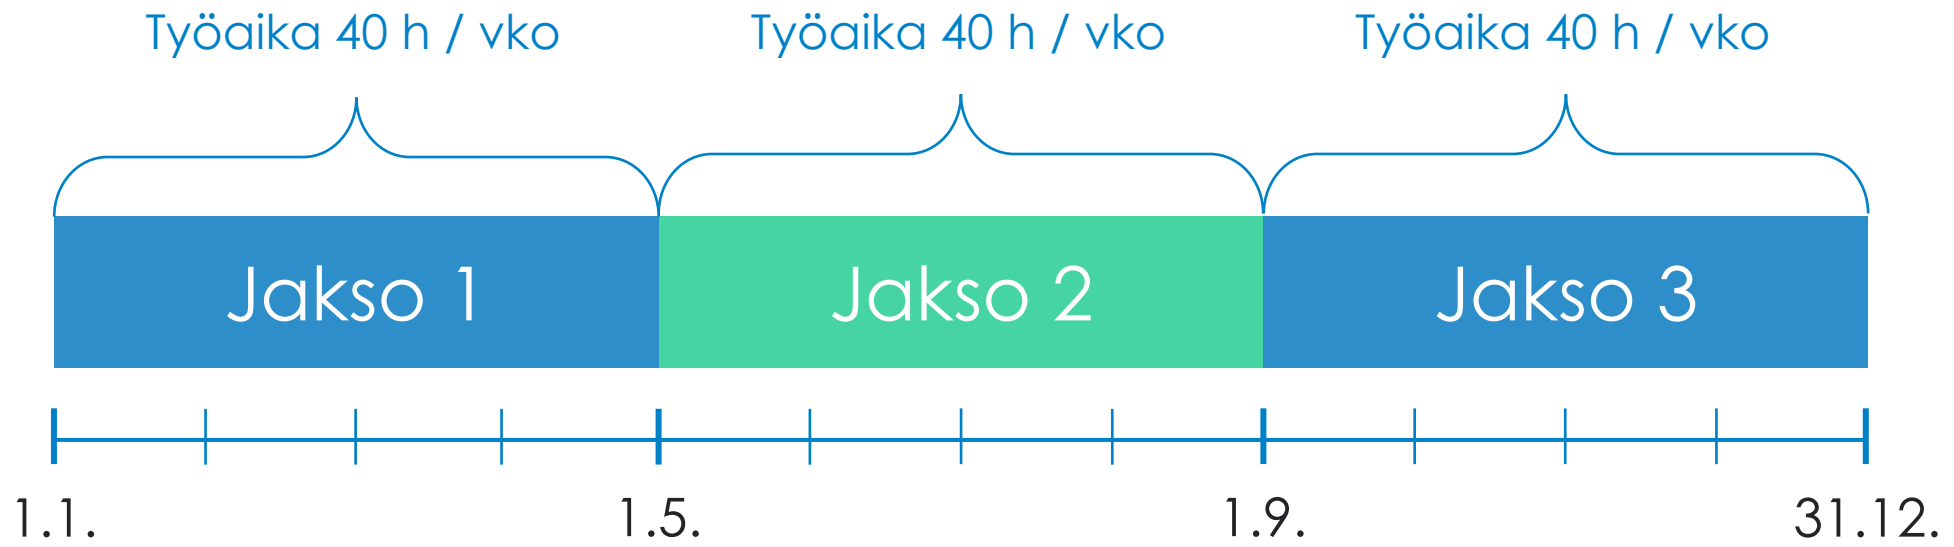 Työaika 40 h / vko Työaika 40 h / vko Työaika 40 h / vko
Jakso 1 Jakso 2 Jakso 3
1.1. 1.5. 1.9. 31.12.